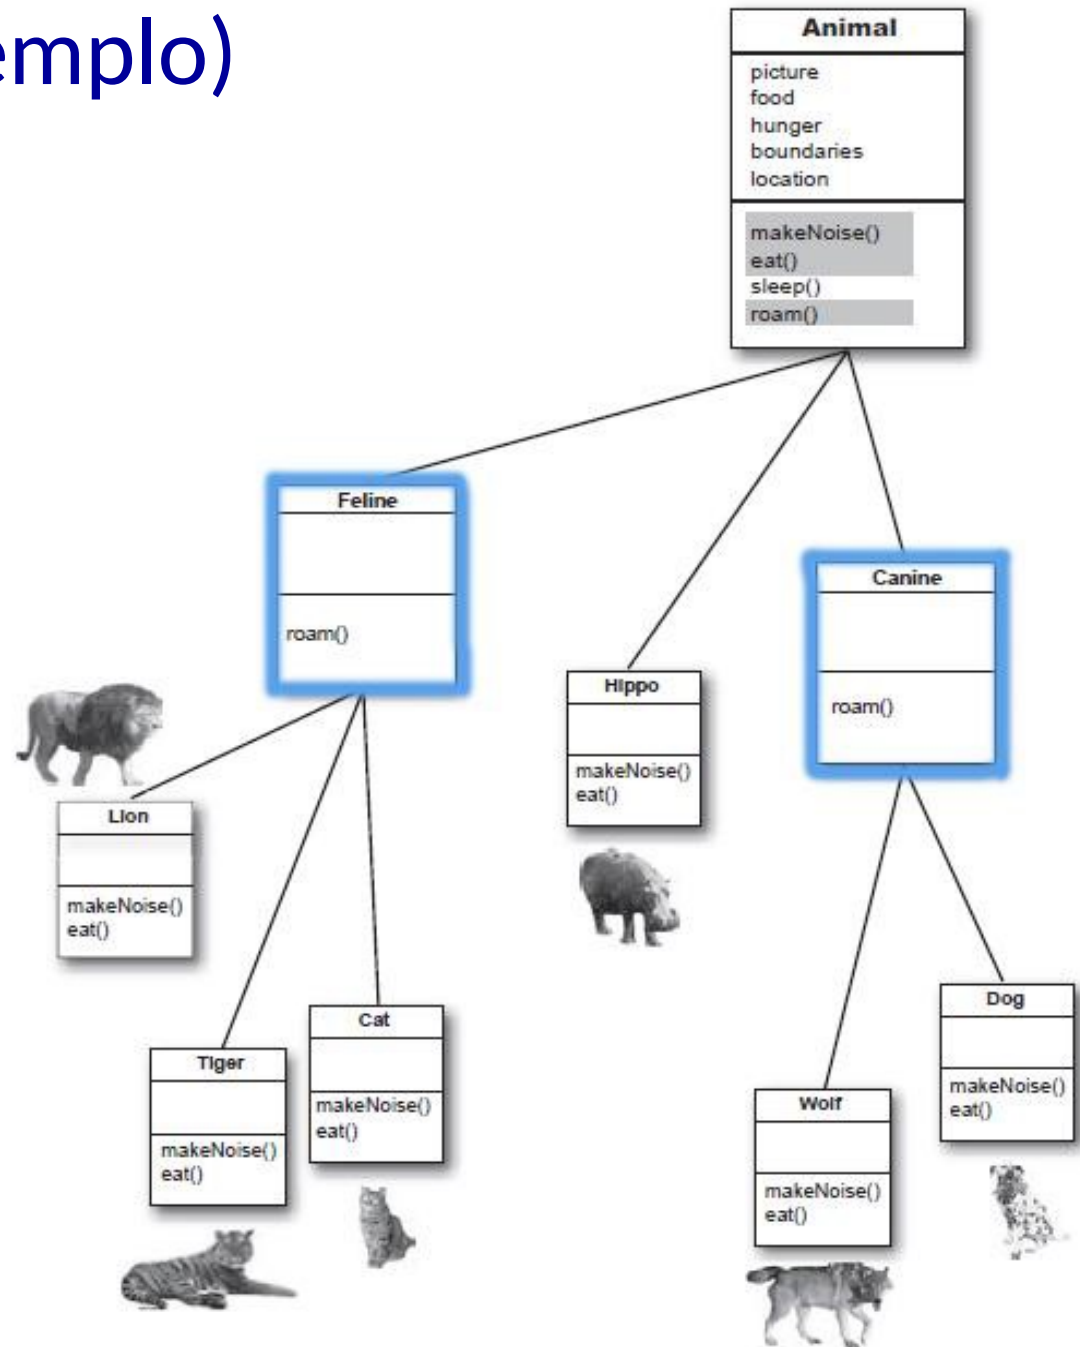 emplo)
Animal
picture
food
hunger
boundaries
location
makeNoise()
eat()
sleep()
roam()
Feline
roam()
Canine
roam()
Hippo
makeNoise()
eat()
Lion
makeNoise()
eat()
Tiger
makeNoise()
eat()
Cat
makeNoise()
eat()
Wolf
makeNoise()
eat()
Dog
makeNoise()
eat()